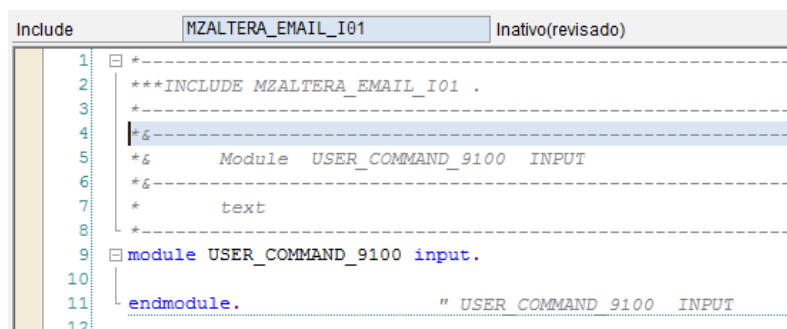 Include MZALTERA_EMAIL_I01 Inativo(revisado)
1 *----------------------------------------------------------------------
2 ***INCLUDE MZALTERA_EMAIL_I01 .
3 *----------------------------------------------------------------------
4 *&---------------------------------------------------------------------
5 *&      Module  USER_COMMAND_9100  INPUT
6 *&---------------------------------------------------------------------
7 *       text
8 *----------------------------------------------------------------------
9 module USER_COMMAND_9100 input.
10
11 endmodule.                 " USER_COMMAND_9100  INPUT
12